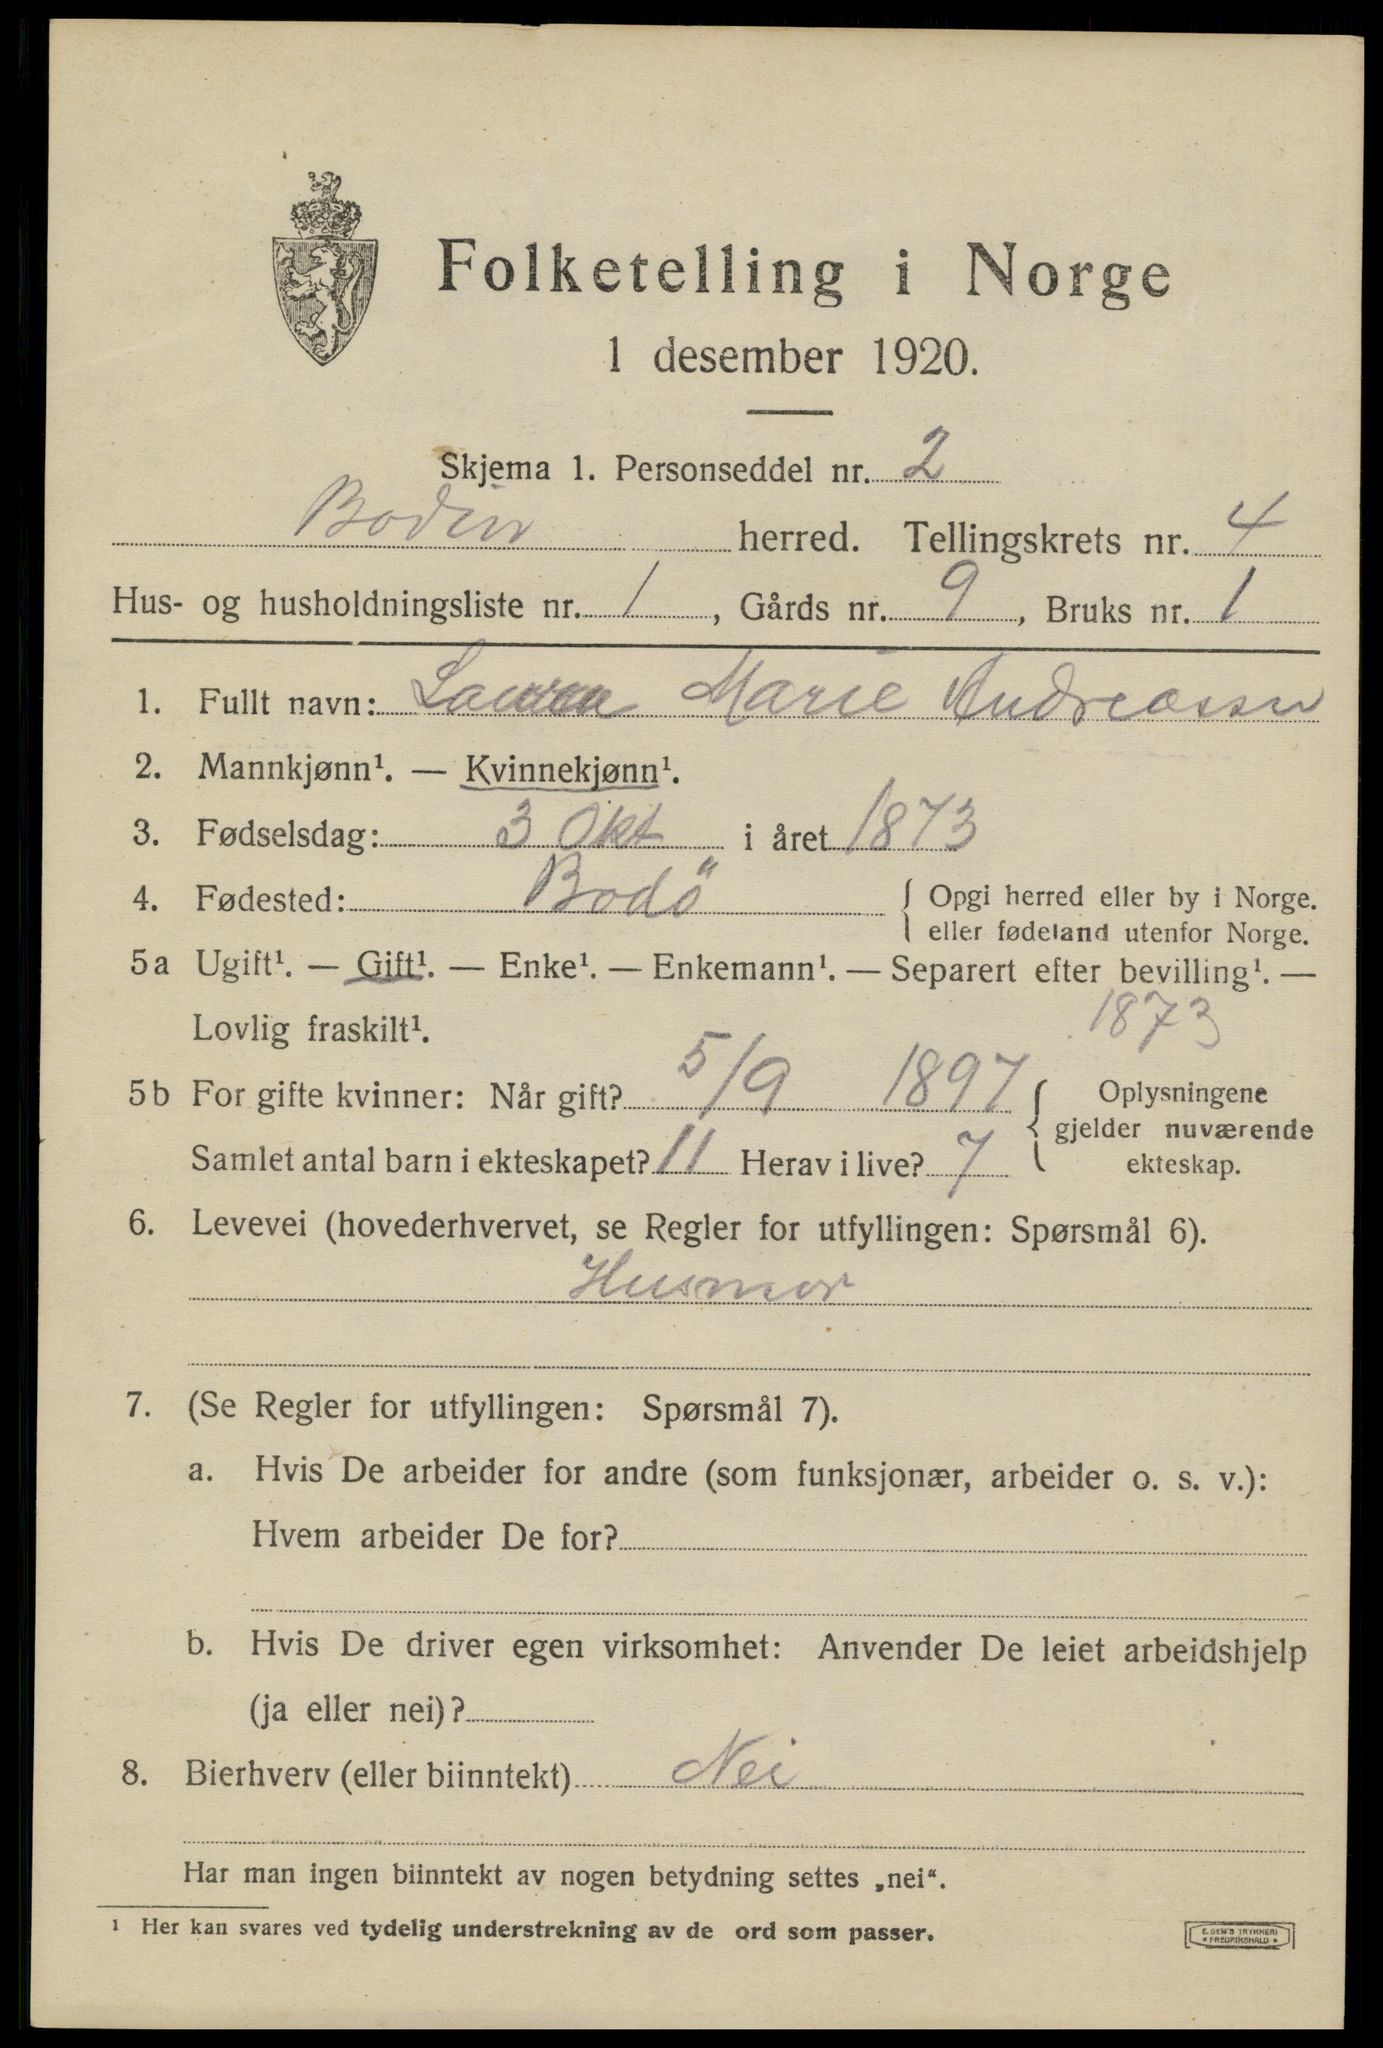 Folketelling i Norge
1 desember 1920.
Skjema 1. Personseddel nr. 2
Bodin herred. Tellingskrets nr. 4
Hus- og husholdningsliste nr. 1, Gårds nr. 9, Bruks nr. 1
1. Fullt navn: Marie Andreassen
2. Mannkjønn¹. — Kvinnekjønn¹.
3. Fødselsdag: 3 Okt i året 1873
4. Fødested: Bodö { Opgi herred eller by i Norge.
eller fødeland utenfor Norge.
5 a Ugift¹. — Gift¹. — Enke¹. — Enkemann¹. — Separert efter bevilling¹. —
Lovlig fraskilt¹. 1873
5 b For gifte kvinner: Når gift? 5/9 1897 { Oplysningene
gjelder nuværende
Samlet antal barn i ekteskapet? 11 Herav i live? 7 ekteskap.
6. Levevei (hovederhvervet, se Regler for utfyllingen: Spørsmål 6).
Husmor
7. (Se Regler for utfyllingen: Spørsmål 7).
a. Hvis De arbeider for andre (som funksjonær, arbeider o. s. v.):
Hvem arbeider De for?
b. Hvis De driver egen virksomhet: Anvender De leiet arbeidshjelp
(ja eller nei)?
8. Bierhverv (eller biinntekt) Nei
Har man ingen biinntekt av nogen betydning settes „nei“.
¹ Her kan svares ved tydelig understrekning av de ord som passer.
E. SEM'S TRYKKERI
* FREDRIKSHALD *